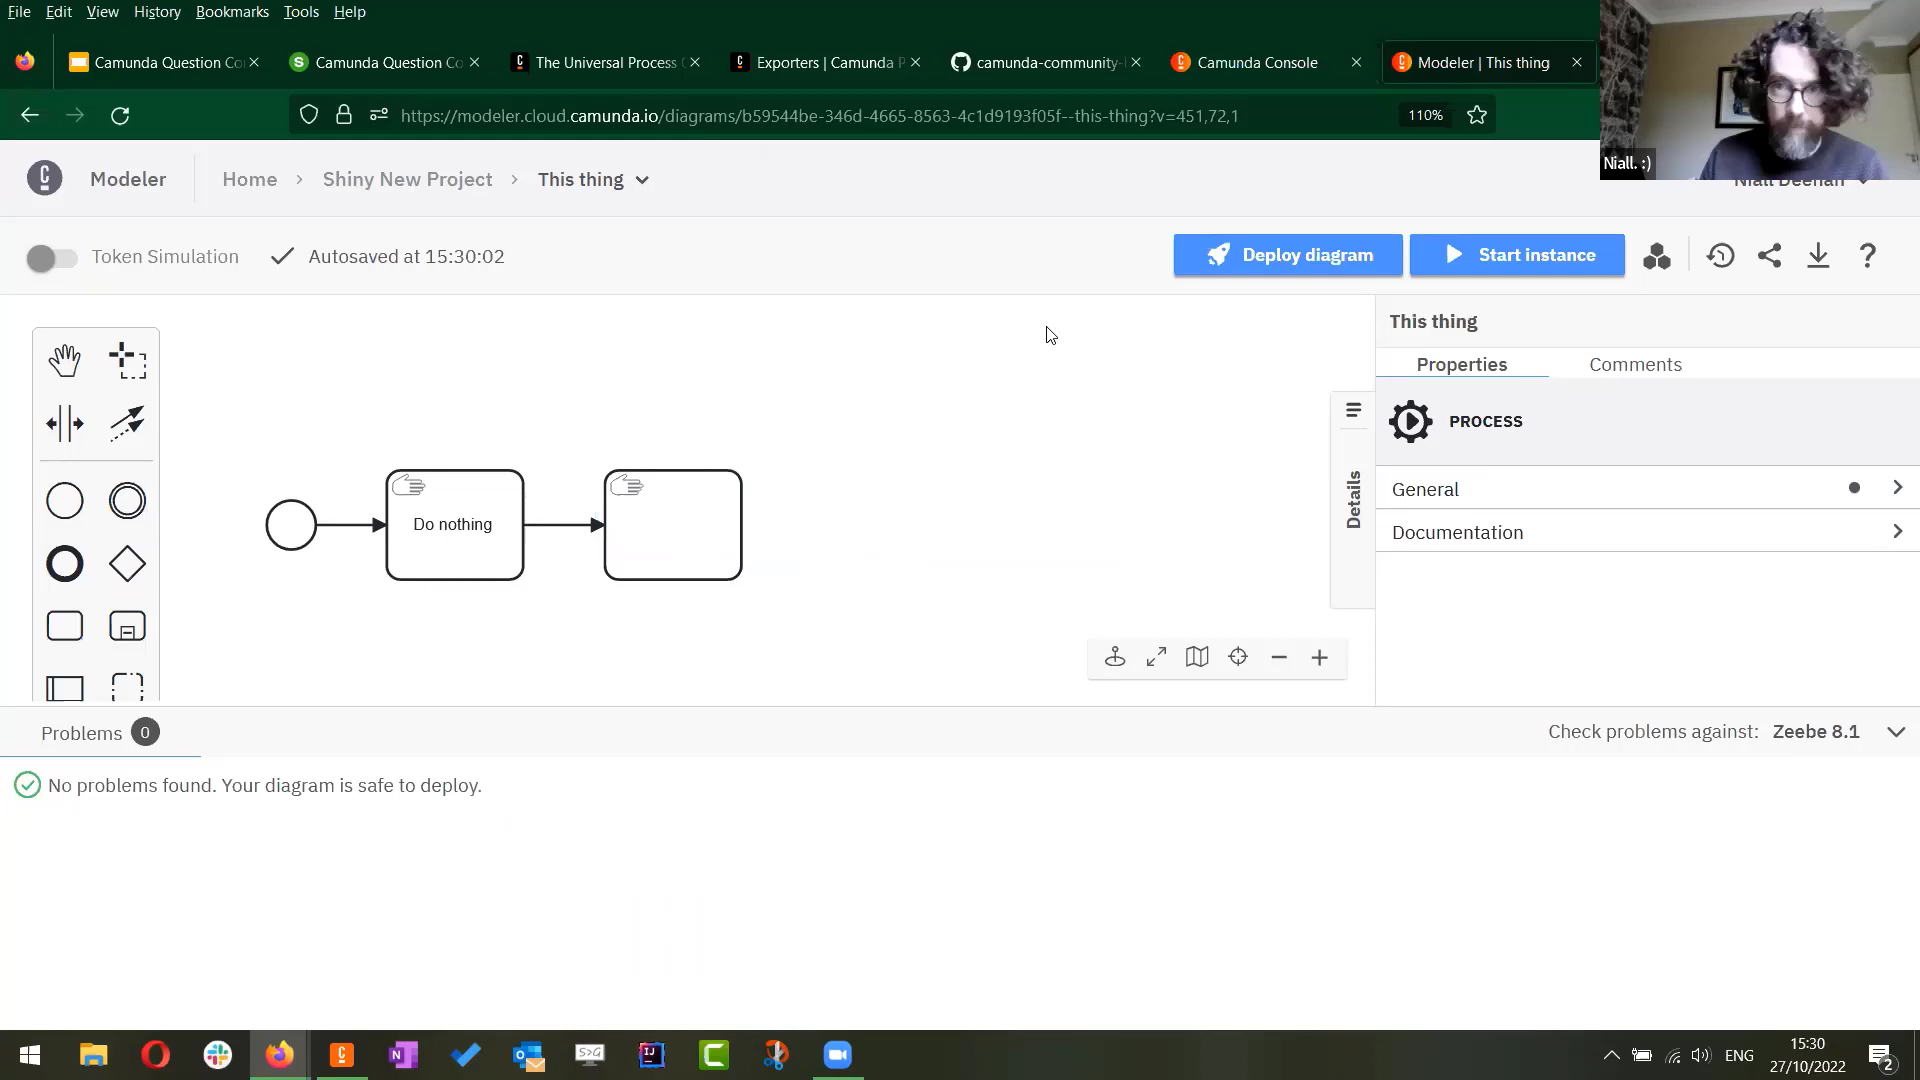 File Edit View History Bookmarks Tools Help
Camunda Question Co
Camunda Question Co
The Universal Process
Exporters | Camunda P
camunda-community-
Camunda Console
Modeler | This thing
https://modeler.cloud.camunda.io/diagrams/b59544be-346d-4665-8563-4c1d9193f05f--this-thing?v=451,72,1
110%
Niall. :)
Modeler
Home > Shiny New Project > This thing
Niall Deehan
Token Simulation
Autosaved at 15:30:02
Deploy diagram
Start instance
?
This thing
Properties
Comments
PROCESS
General
Documentation
Details
Do nothing
Problems 0
Check problems against: Zeebe 8.1
No problems found. Your diagram is safe to deploy.
ENG
15:30
27/10/2022
2